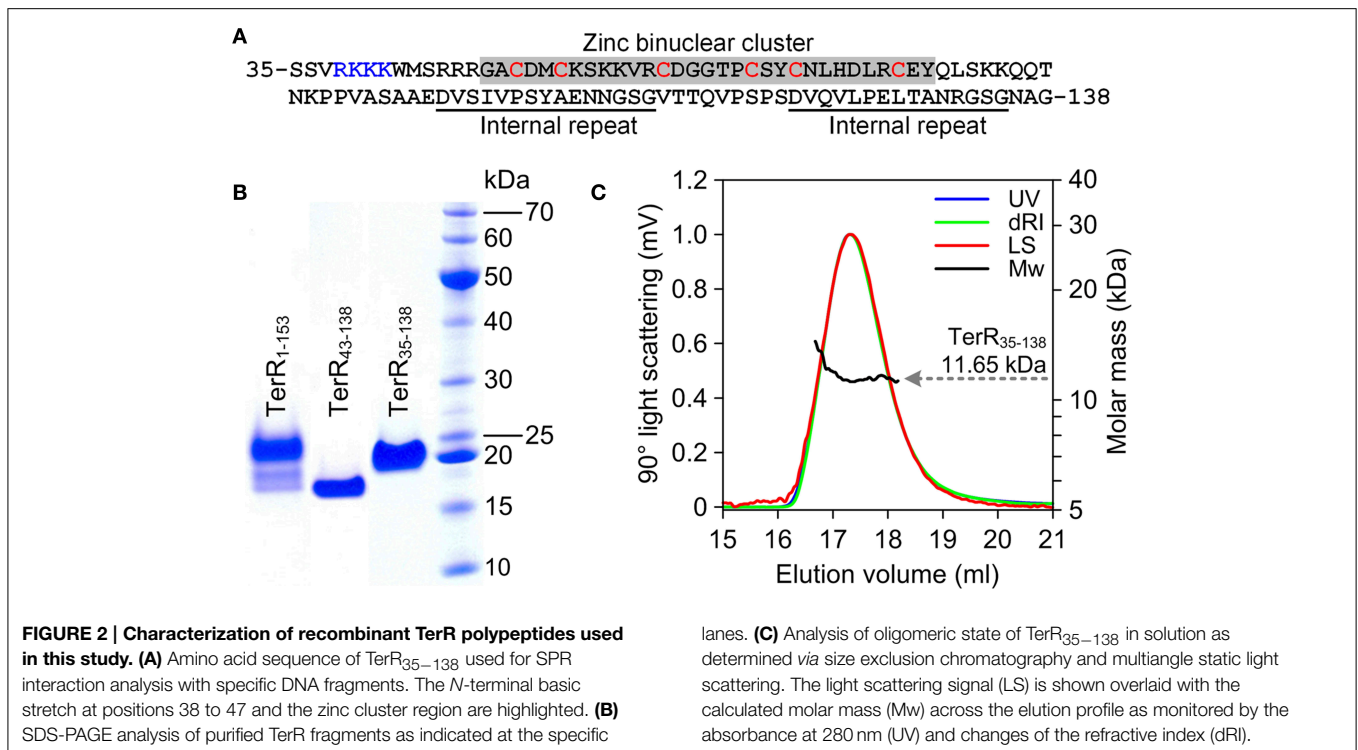 A
Zinc binuclear cluster
35-SSVRKKKWMSRRRGACDMCKSKKVRCDGGTPCSYCNLHDLRCEYQLSKKQQT
NKPPVASAAEDVSIVPSYAENNGSGVTTQVPSPSDVQVLPELTANRGSGNAG-138
Internal repeat Internal repeat
B
kDa
TerR1-153
TerR43-138
TerR35-138
70
60
50
40
30
25
20
15
10
C
90° light scattering (mV)
1.2
1.0
0.8
0.6
0.4
0.2
0
15 16 17 18 19 20 21
Elution volume (ml)
UV
dRI
LS
Mw
TerR35-138
11.65 kDa
40
30
20
10
5
Molar mass (kDa)
FIGURE 2 | Characterization of recombinant TerR polypeptides used
in this study. (A) Amino acid sequence of TerR35–138 used for SPR
interaction analysis with specific DNA fragments. The N-terminal basic
stretch at positions 38 to 47 and the zinc cluster region are highlighted. (B)
SDS-PAGE analysis of purified TerR fragments as indicated at the specific
lanes. (C) Analysis of oligomeric state of TerR35–138 in solution as
determined via size exclusion chromatography and multiangle static light
scattering. The light scattering signal (LS) is shown overlaid with the
calculated molar mass (Mw) across the elution profile as monitored by the
absorbance at 280 nm (UV) and changes of the refractive index (dRI).